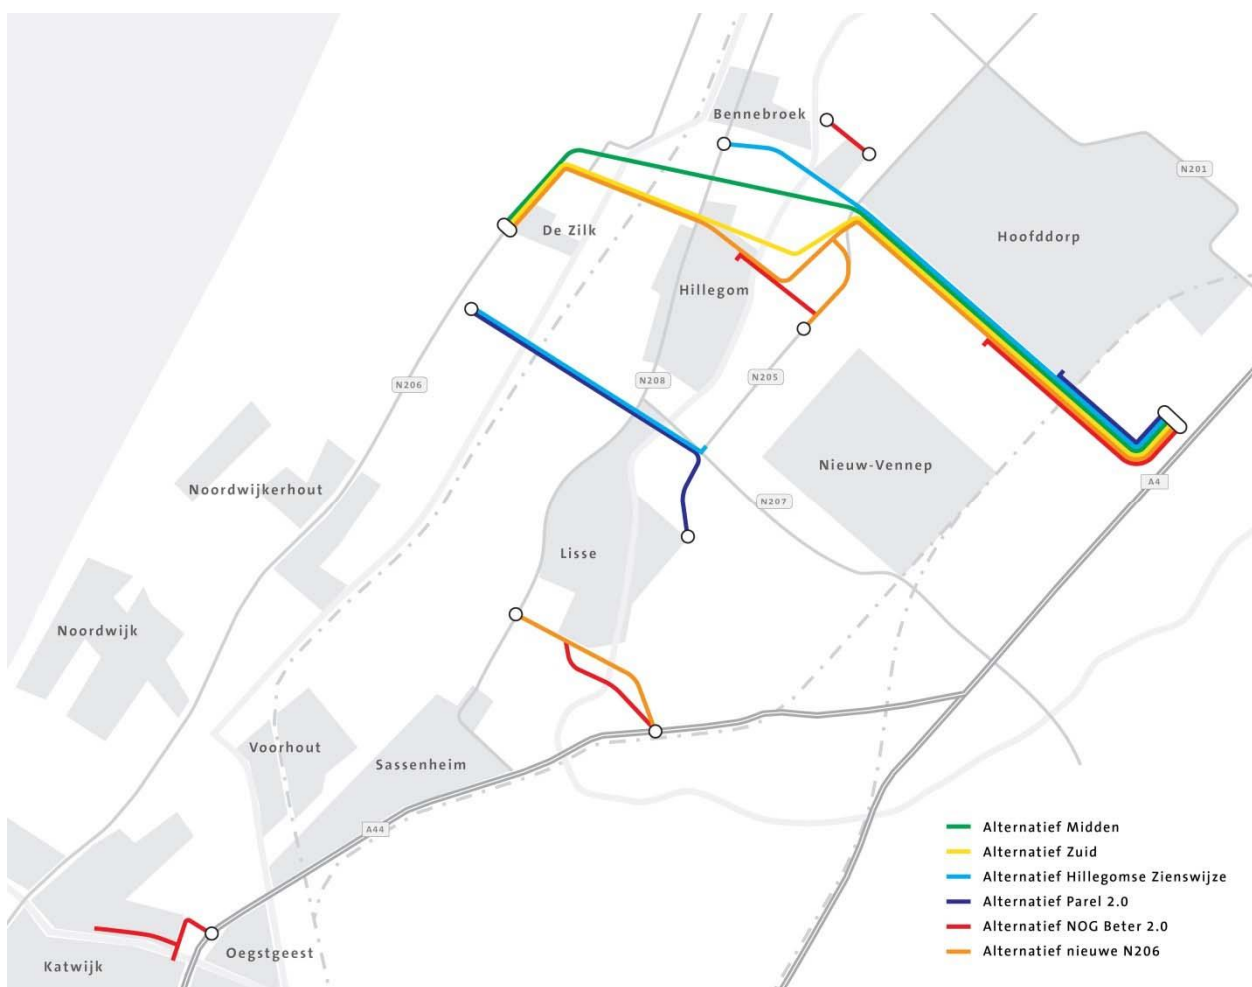 Bennebroek
N201
De Zilk
Hoofddorp
Hillegom
N206
N208
N205
Nieuw-Vennep
Noordwijkerhout
A4
N207
Lisse
Noordwijk
Voorhout
Sassenheim
A44
Oegstgeest
Katwijk
Alternatief Midden
Alternatief Zuid
Alternatief Hillegomse Zienswijze
Alternatief Parel 2.0
Alternatief NOG Beter 2.0
Alternatief nieuwe N206